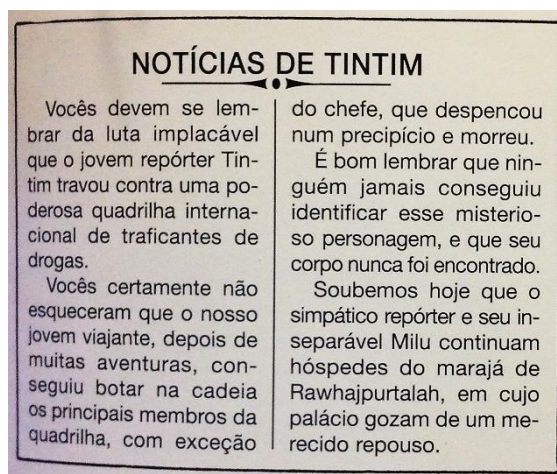 NOTÍCIAS DE TINTIM
Vocês devem se lem-
brar da luta implacável
que o jovem repórter Tin-
tim travou contra uma po-
derosa quadrilha interna-
cional de traficantes de
drogas.
Vocês certamente não
esqueceram que o nosso
jovem viajante, depois de
muitas aventuras, con-
seguiu botar na cadeia
os principais membros da
quadrilha, com exceção
do chefe, que despencou
num precipício e morreu.
É bom lembrar que nin-
guém jamais conseguiu
identificar esse misterio-
so personagem, e que seu
corpo nunca foi encontrado.
Soubemos hoje que o
simpático repórter e seu in-
separável Milu continuam
hóspedes do marajá de
Rawhajpurtalah, em cujo
palácio gozam de um me-
recido repouso.